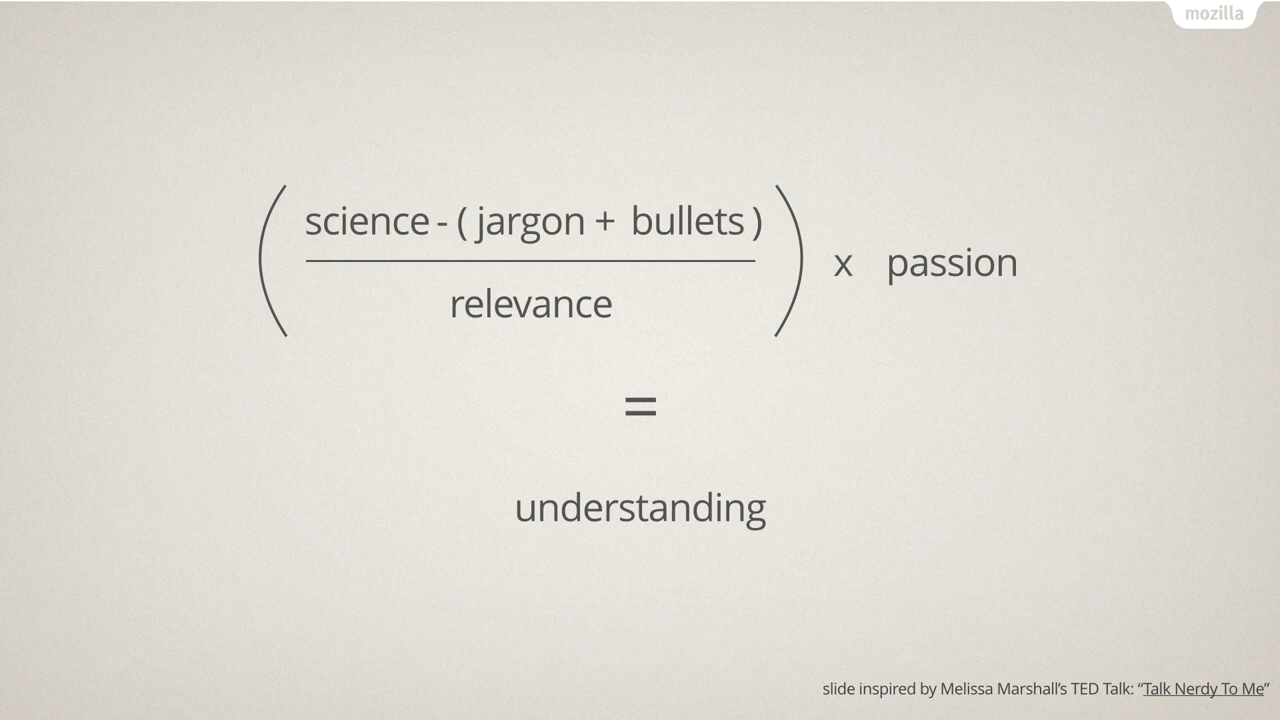 mozilla
science - ( jargon + bullets )
relevance
x passion
=
understanding
slide inspired by Melissa Marshall's TED Talk: “Talk Nerdy To Me”